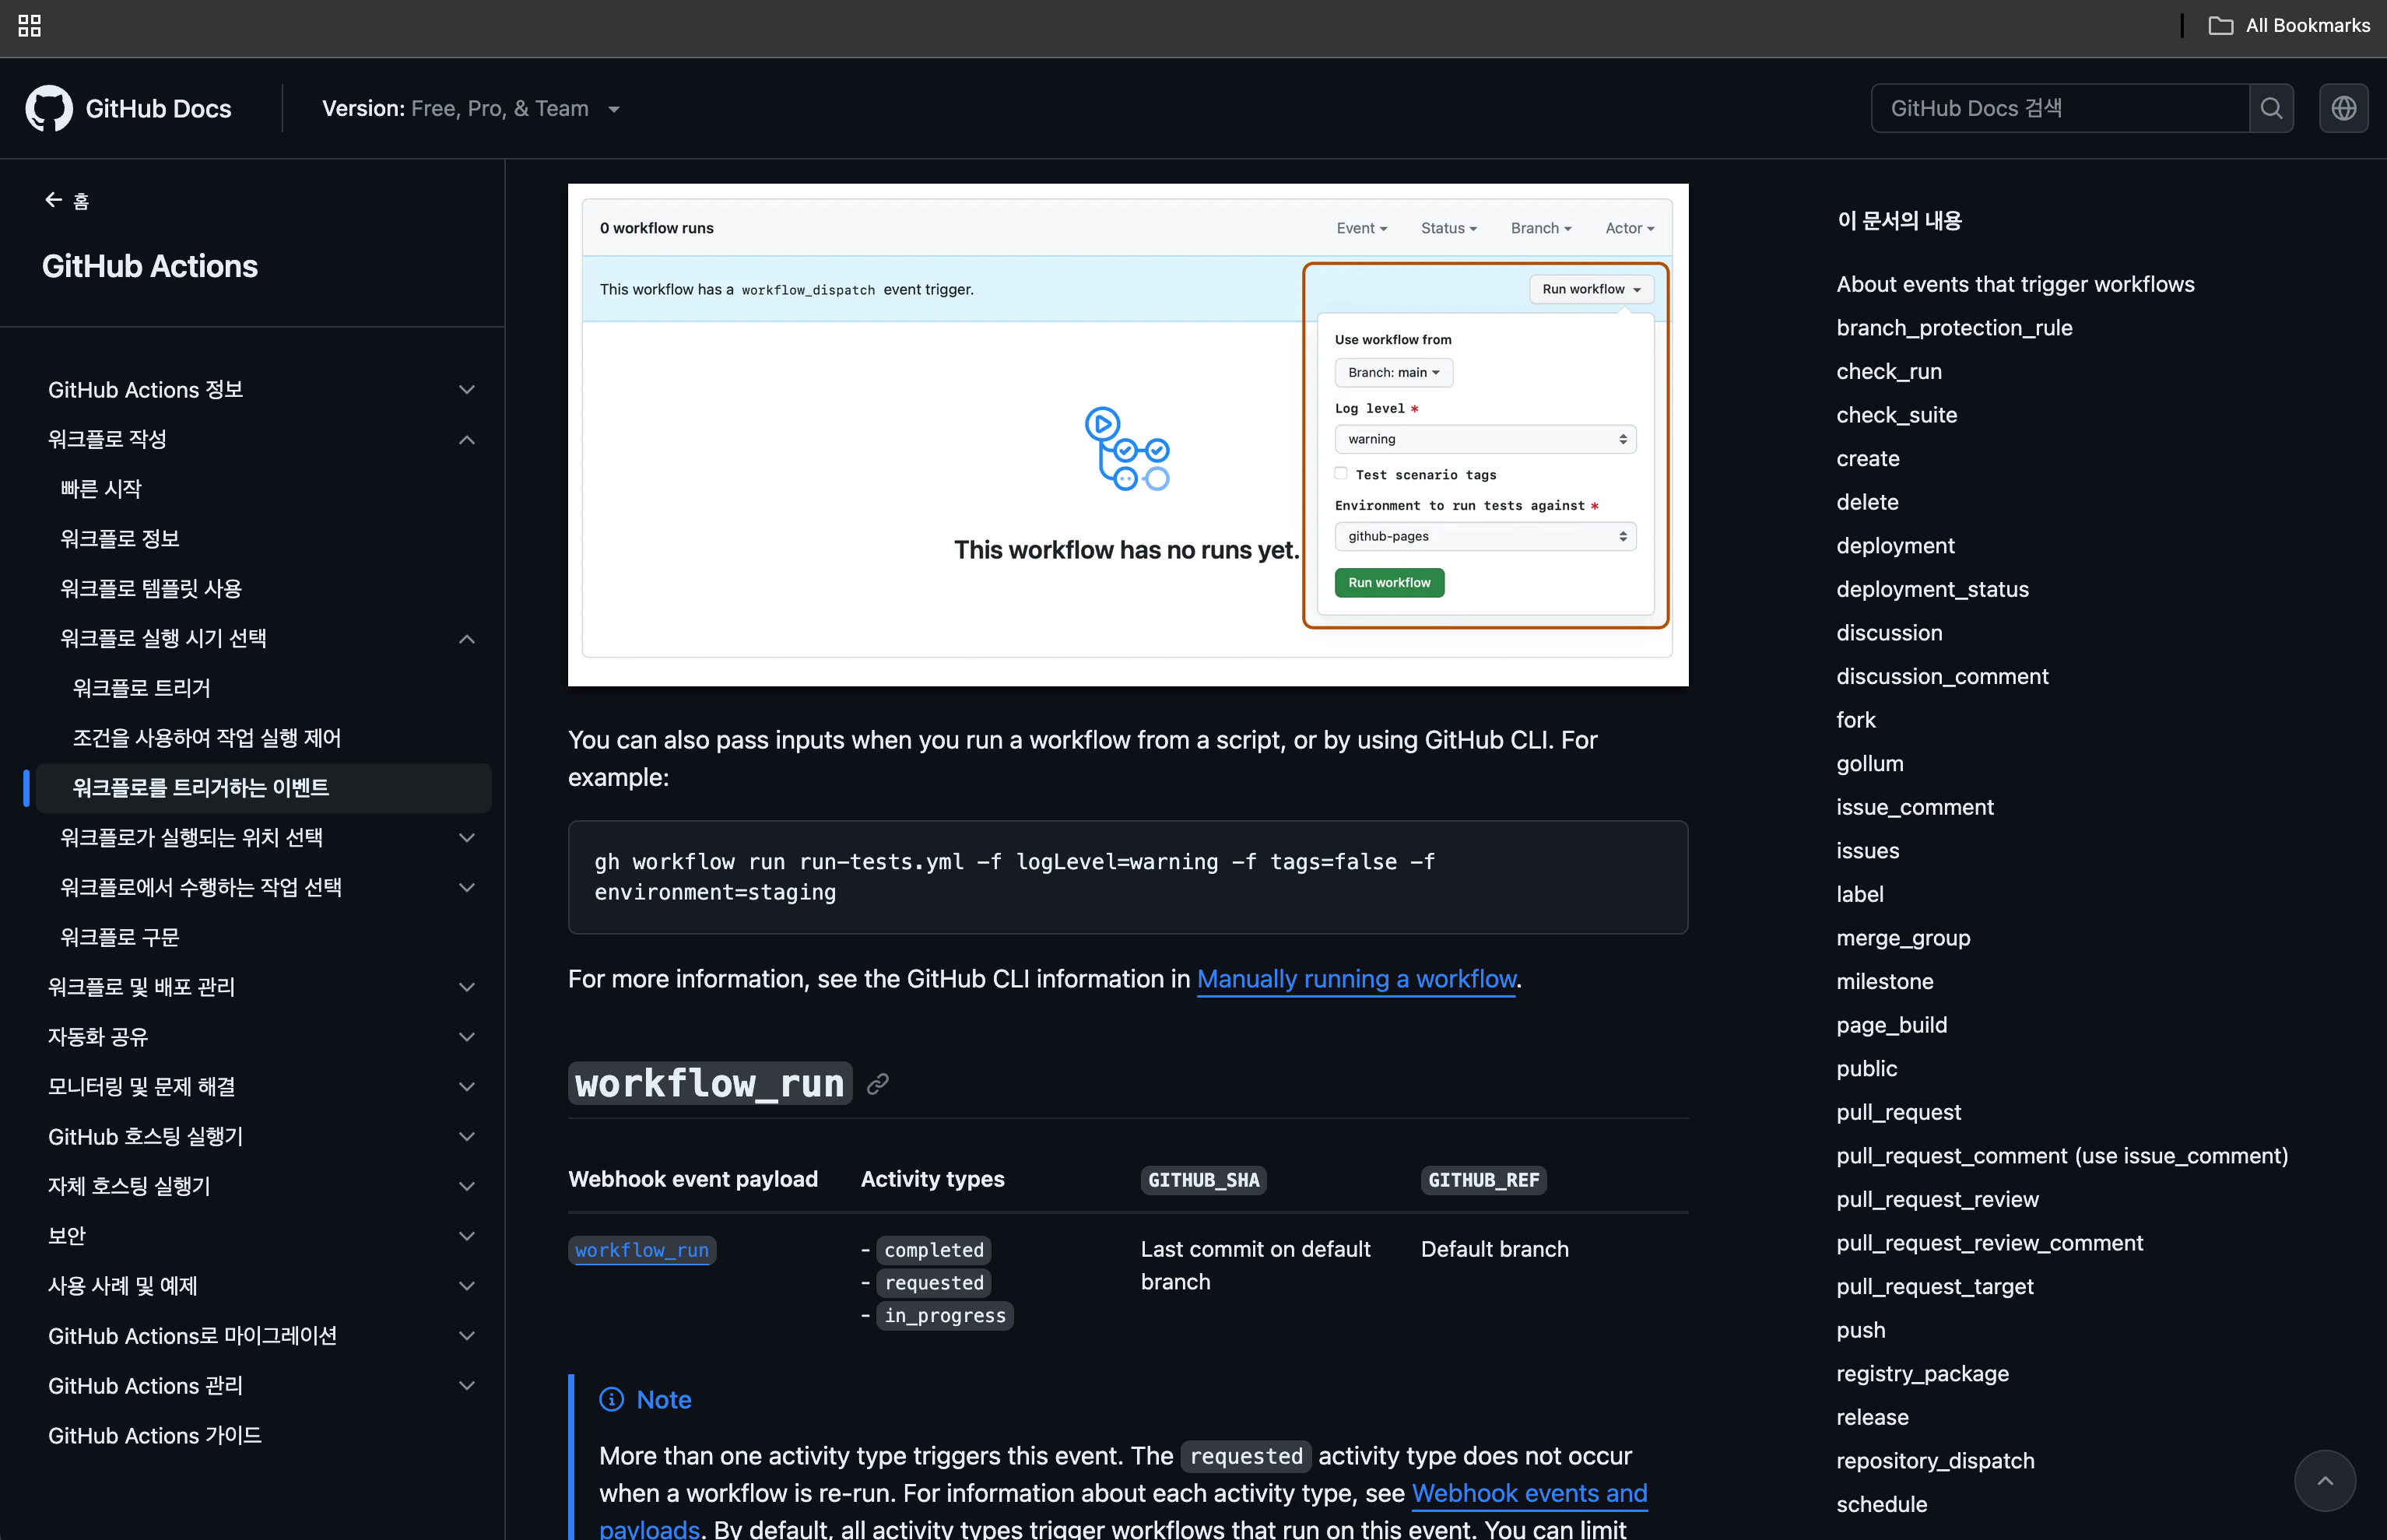 All Bookmarks
GitHub Docs
Version: Free, Pro, & Team
GitHub Docs 검색
홈
GitHub Actions
GitHub Actions 정보
워크플로 작성
빠른 시작
워크플로 정보
워크플로 템플릿 사용
워크플로 실행 시기 선택
워크플로 트리거
조건을 사용하여 작업 실행 제어
워크플로를 트리거하는 이벤트
워크플로가 실행되는 위치 선택
워크플로에서 수행하는 작업 선택
워크플로 구문
워크플로 및 배포 관리
자동화 공유
모니터링 및 문제 해결
GitHub 호스팅 실행기
자체 호스팅 실행기
보안
사용 사례 및 예제
GitHub Actions로 마이그레이션
GitHub Actions 관리
GitHub Actions 가이드
0 workflow runs
Event Status Branch Actor
This workflow has a workflow_dispatch event trigger.
Run workflow
Use workflow from
Branch: main
Log level *
warning
Test scenario tags
Environment to run tests against *
github-pages
Run workflow
This workflow has no runs yet.
You can also pass inputs when you run a workflow from a script, or by using GitHub CLI. For
example:
gh workflow run run-tests.yml -f logLevel=warning -f tags=false -f
environment=staging
For more information, see the GitHub CLI information in Manually running a workflow.
workflow_run
Webhook event payload Activity types GITHUB_SHA GITHUB_REF
workflow_run - completed Last commit on default Default branch
- requested branch
- in_progress
Note
More than one activity type triggers this event. The requested activity type does not occur
when a workflow is re-run. For information about each activity type, see Webhook events and
payloads. By default, all activity types trigger workflows that run on this event. You can limit
이 문서의 내용
About events that trigger workflows
branch_protection_rule
check_run
check_suite
create
delete
deployment
deployment_status
discussion
discussion_comment
fork
gollum
issue_comment
issues
label
merge_group
milestone
page_build
public
pull_request
pull_request_comment (use issue_comment)
pull_request_review
pull_request_review_comment
pull_request_target
push
registry_package
release
repository_dispatch
schedule